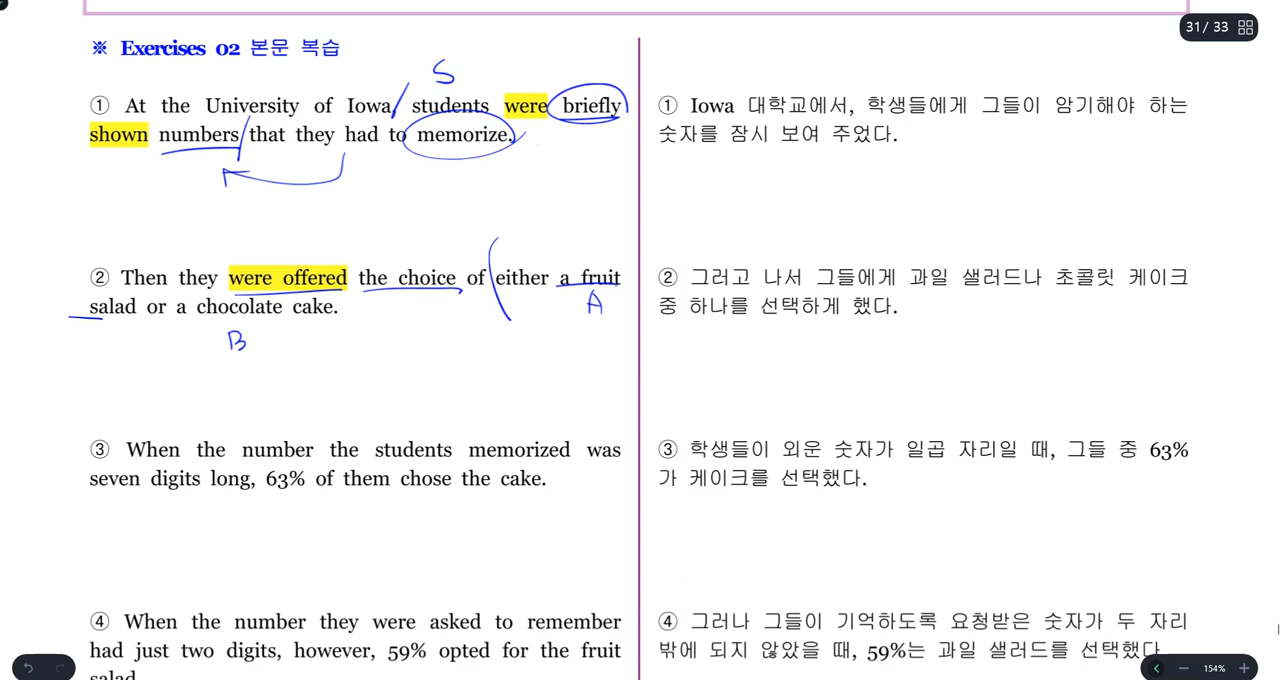 31 / 33
※ Exercises 02 본문 복습
S
① At the University of Iowa, students were briefly
shown numbers that they had to memorize.
① Iowa 대학교에서, 학생들에게 그들이 암기해야 하는
숫자를 잠시 보여 주었다.
② Then they were offered the choice of either a fruit
salad or a chocolate cake.
A
B
② 그러고 나서 그들에게 과일 샐러드나 초콜릿 케이크
중 하나를 선택하게 했다.
③ When the number the students memorized was
seven digits long, 63% of them chose the cake.
③ 학생들이 외운 숫자가 일곱 자리일 때, 그들 중 63%
가 케이크를 선택했다.
④ When the number they were asked to remember
had just two digits, however, 59% opted for the fruit
salad
④ 그러나 그들이 기억하도록 요청받은 숫자가 두 자리
밖에 되지 않았을 때, 59%는 과일 샐러드를 선택했다.
154%